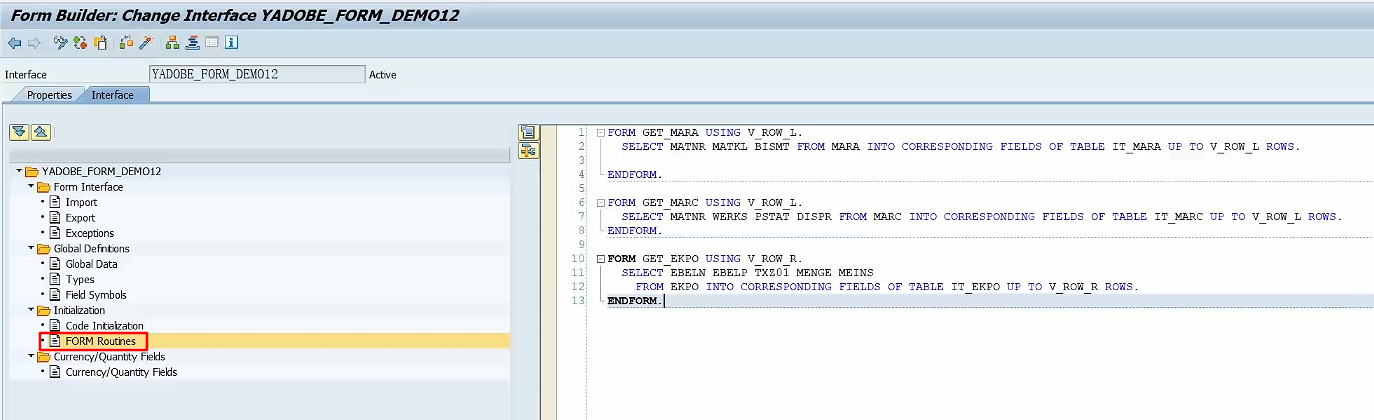 Form Builder: Change Interface YADOBE_FORM_DEMO12
Interface YADOBE_FORM_DEMO12 Active
Properties Interface
YADOBE_FORM_DEMO12
Form Interface
Import
Export
Exceptions
Global Definitions
Global Data
Types
Field Symbols
Initialization
Code Initialization
FORM Routines
Currency/Quantity Fields
Currency/Quantity Fields
1 FORM GET_MARA USING V_ROW_L.
2 SELECT MATNR MATKL BISMT FROM MARA INTO CORRESPONDING FIELDS OF TABLE IT_MARA UP TO V_ROW_L ROWS.
3
4 ENDFORM.
5
6 FORM GET_MARC USING V_ROW_L.
7 SELECT MATNR WERKS PSTAT DISPR FROM MARC INTO CORRESPONDING FIELDS OF TABLE IT_MARC UP TO V_ROW_L ROWS.
8 ENDFORM.
9
10 FORM GET_EKPO USING V_ROW_R.
11 SELECT EBELN EBELP TXZ01 MENGE MEINS
12 FROM EKPO INTO CORRESPONDING FIELDS OF TABLE IT_EKPO UP TO V_ROW_R ROWS.
13 ENDFORM.